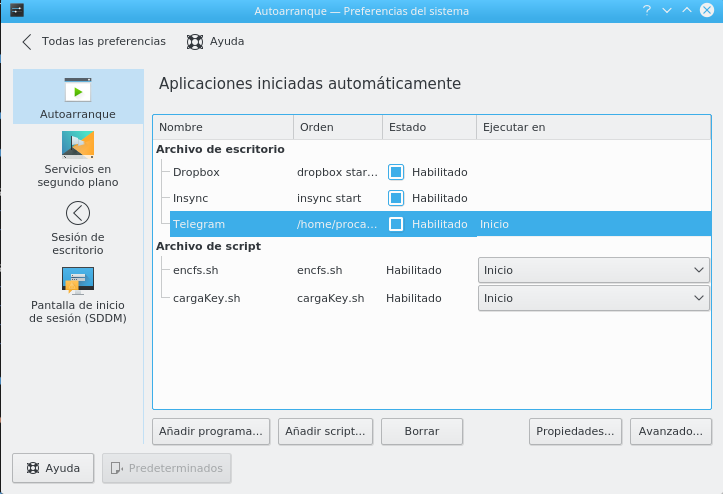 Autoarranque — Preferencias del sistema
Todas las preferencias Ayuda
Autoarranque
Servicios en
segundo plano
Sesión de
escritorio
Pantalla de inicio
de sesión (SDDM)
Aplicaciones iniciadas automáticamente
Nombre Orden Estado Ejecutar en
Archivo de escritorio
Dropbox dropbox star... Habilitado
Insync insync start Habilitado
Telegram /home/proca... Habilitado Inicio
Archivo de script
encfs.sh encfs.sh Habilitado Inicio
cargaKey.sh cargaKey.sh Habilitado Inicio
Añadir programa... Añadir script... Borrar Propiedades... Avanzado...
Ayuda Predeterminados